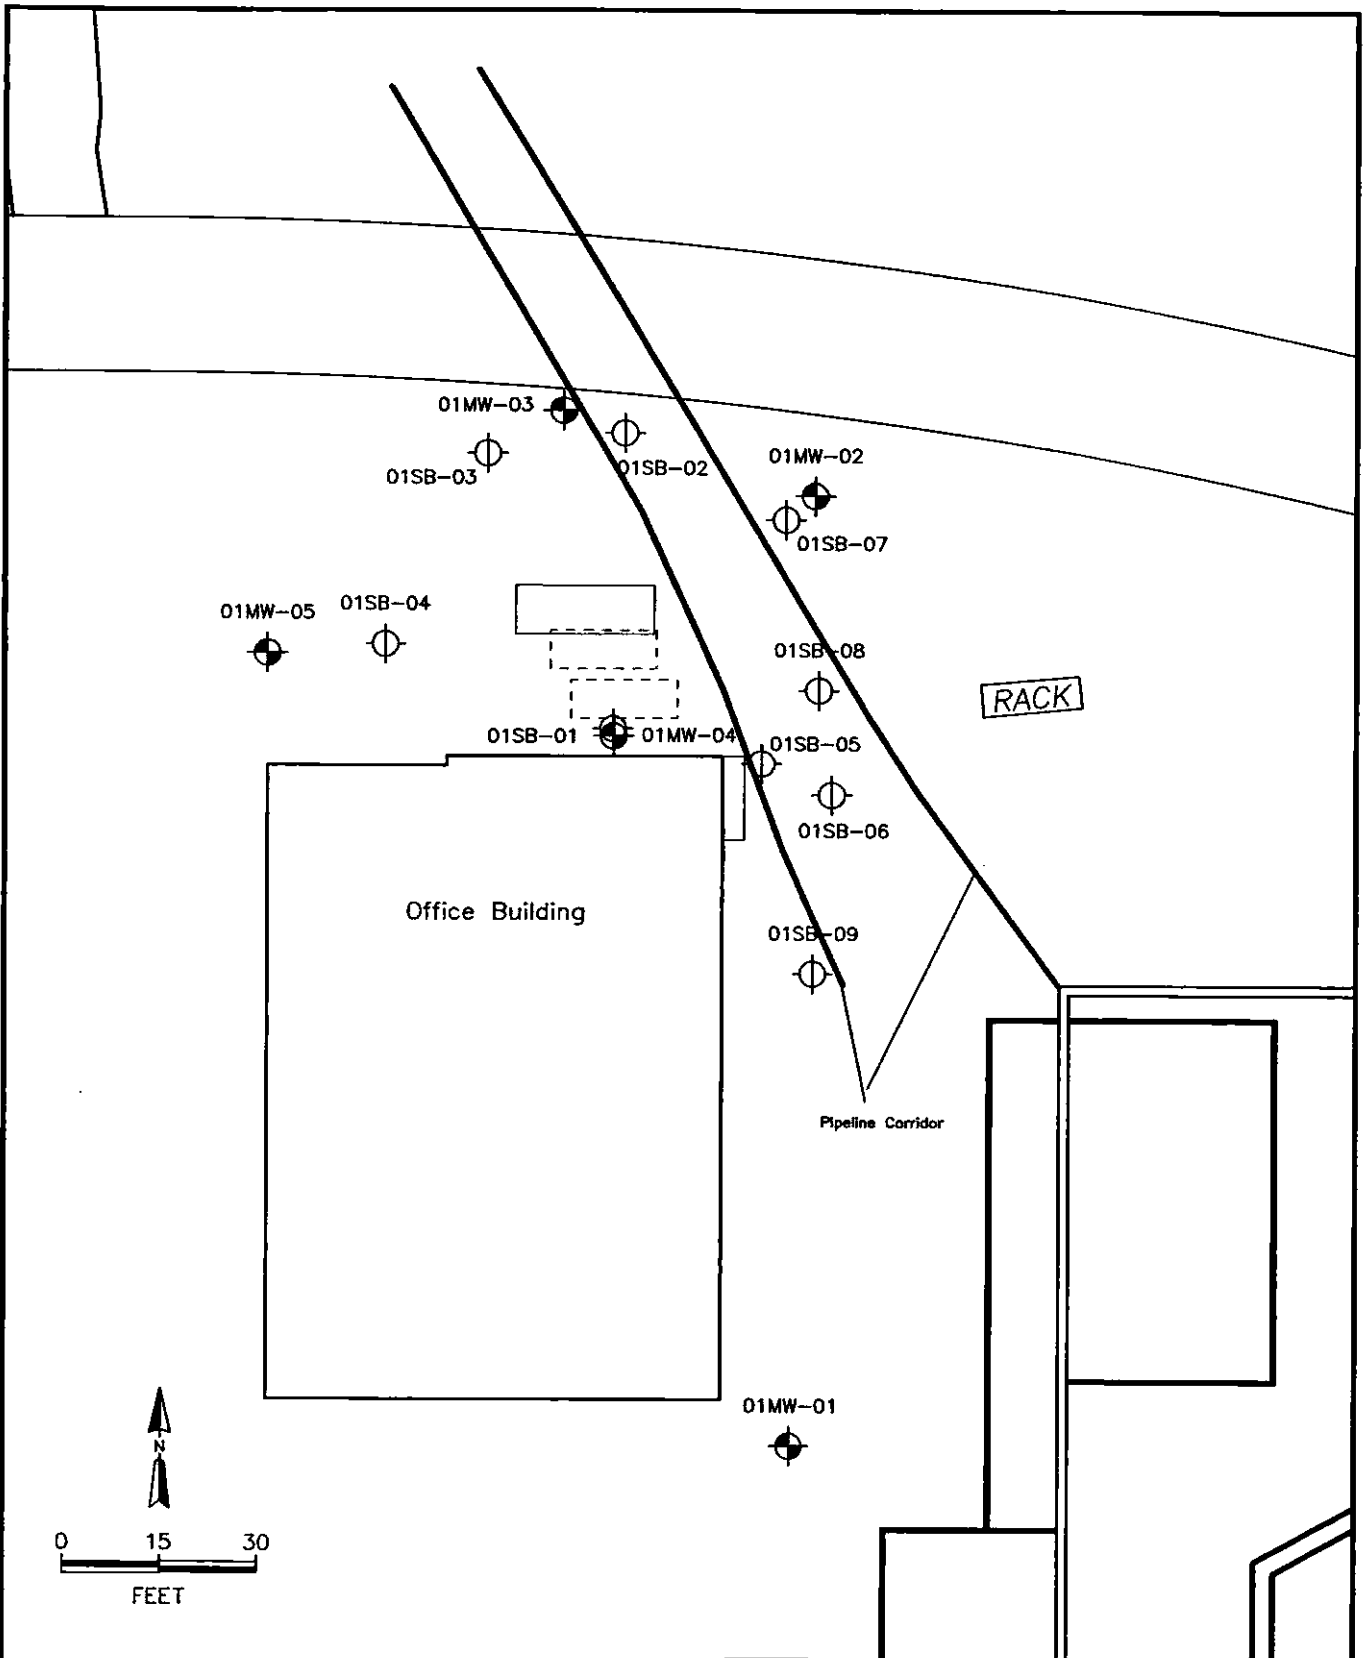 01MW-03
01SB-03
01SB-02
01MW-02
01SB-07
01MW-05
01SB-04
01SB-08
RACK
01SB-01
01MW-04
01SB-05
01SB-06
Office Building
01SB-09
Pipeline Corridor
01MW-01
N
0 15 30
FEET